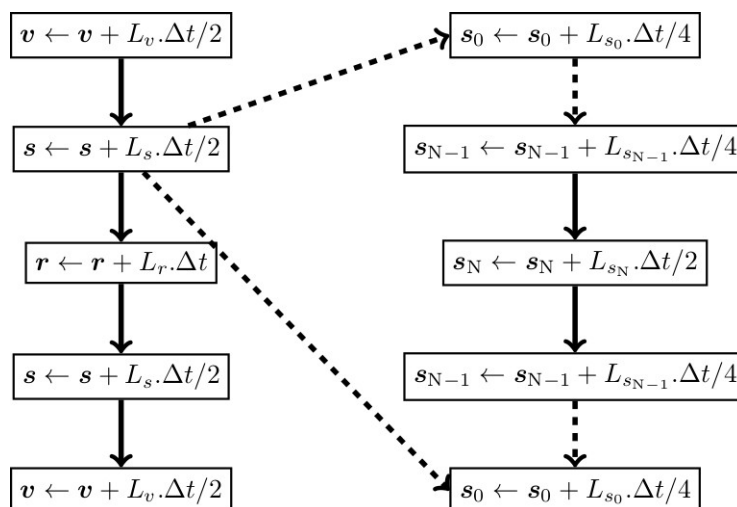 v ← v + L_v.Δt/2
s ← s + L_s.Δt/2
r ← r + L_r.Δt
s ← s + L_s.Δt/2
v ← v + L_v.Δt/2
s_0 ← s_0 + L_{s_0}.Δt/4
s_{N−1} ← s_{N−1} + L_{s_{N−1}}.Δt/4
s_N ← s_N + L_{s_N}.Δt/2
s_{N−1} ← s_{N−1} + L_{s_{N−1}}.Δt/4
s_0 ← s_0 + L_{s_0}.Δt/4